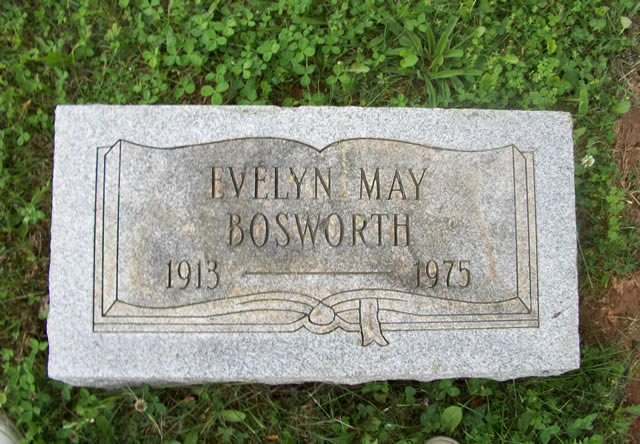 EVELYN MAY
BOSWORTH
1913 — 1975